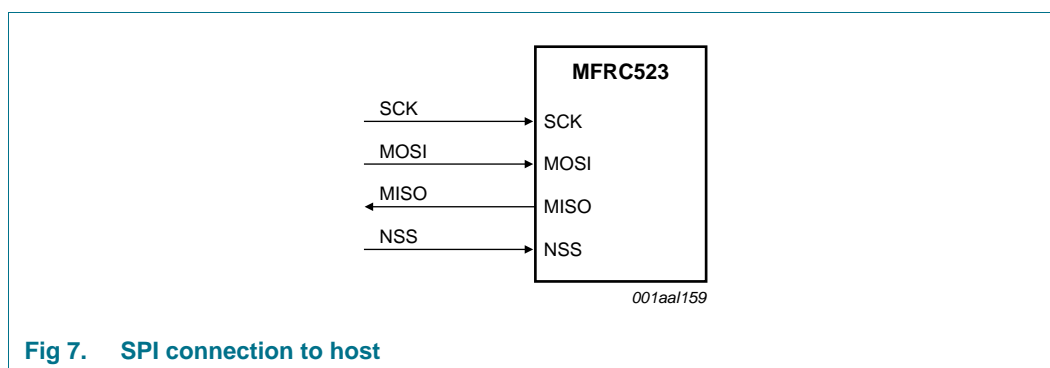 MFRC523
SCK SCK
MOSI MOSI
MISO MISO
NSS NSS
001aal159
Fig 7. SPI connection to host